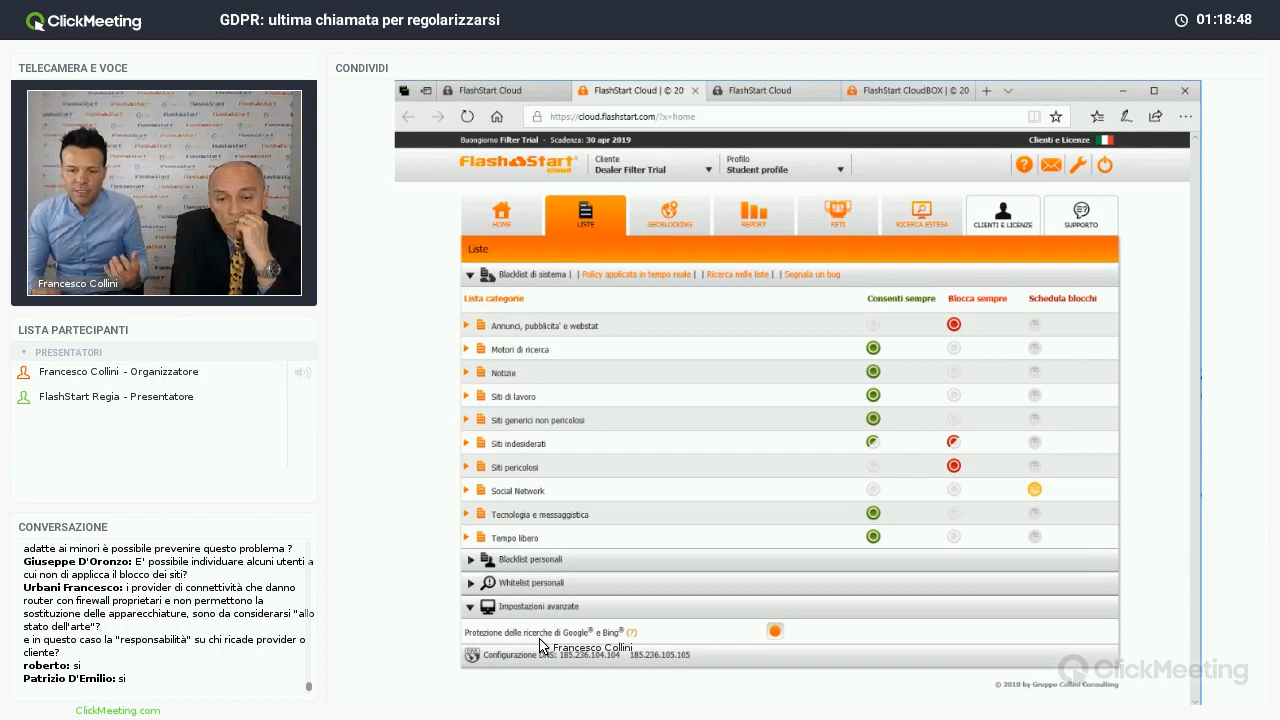 ClickMeeting
GDPR: ultima chiamata per regolarizzarsi
01:18:48
TELECAMERA E VOCE
Francesco Collini
LISTA PARTECIPANTI
PRESENTATORI
Francesco Collini - Organizzatore
FlashStart Regia - Presentatore
CONVERSAZIONE
adatte ai minori è possibile prevenire questo problema ?
Giuseppe D'Oronzo: E' possibile individuare alcuni utenti a
cui non di applicca il blocco dei siti?
Urbani Francesco: i provider di connettività che danno
router con firewall proprietari e non permettono la
sostituzione delle apparecchiature, sono da considerarsi "allo
stato dell'arte"?
e in questo caso la "responsabilità" su chi ricade provider o
cliente?
roberto: si
Patrizio D'Emilio: si
ClickMeeting.com
CONDIVIDI
FlashStart Cloud
FlashStart Cloud | © 20
FlashStart Cloud
FlashStart CloudBOX | © 20
https://cloud.flashstart.com/?x=home
Buongiorno Filter Trial - Scadenza: 30 apr 2019
Clienti e Licenze
FlashStart cloud
Cliente
Dealer Filter Trial
Profilo
Student profile
HOME
LISTE
GEOBLOCKING
REPORT
RETI
RICERCA ESTESA
CLIENTI E LICENZE
SUPPORTO
Liste
Blacklist di sistema | | Policy applicata in tempo reale | | Ricerca nelle liste | | Segnala un bug
Lista categorie Consenti sempre Blocca sempre Schedula blocchi
Annunci, pubblicita' e webstat
Motori di ricerca
Notizie
Siti di lavoro
Siti generici non pericolosi
Siti indesiderati
Siti pericolosi
Social Network
Tecnologia e messaggistica
Tempo libero
Blacklist personali
Whitelist personali
Impostazioni avanzate
Protezione delle ricerche di Google® e Bing® (?)
Francesco Collini
Configurazione DNS: 185.236.104.104 185.236.105.105
© 2018 by Gruppo Collini Consulting
ClickMeeting